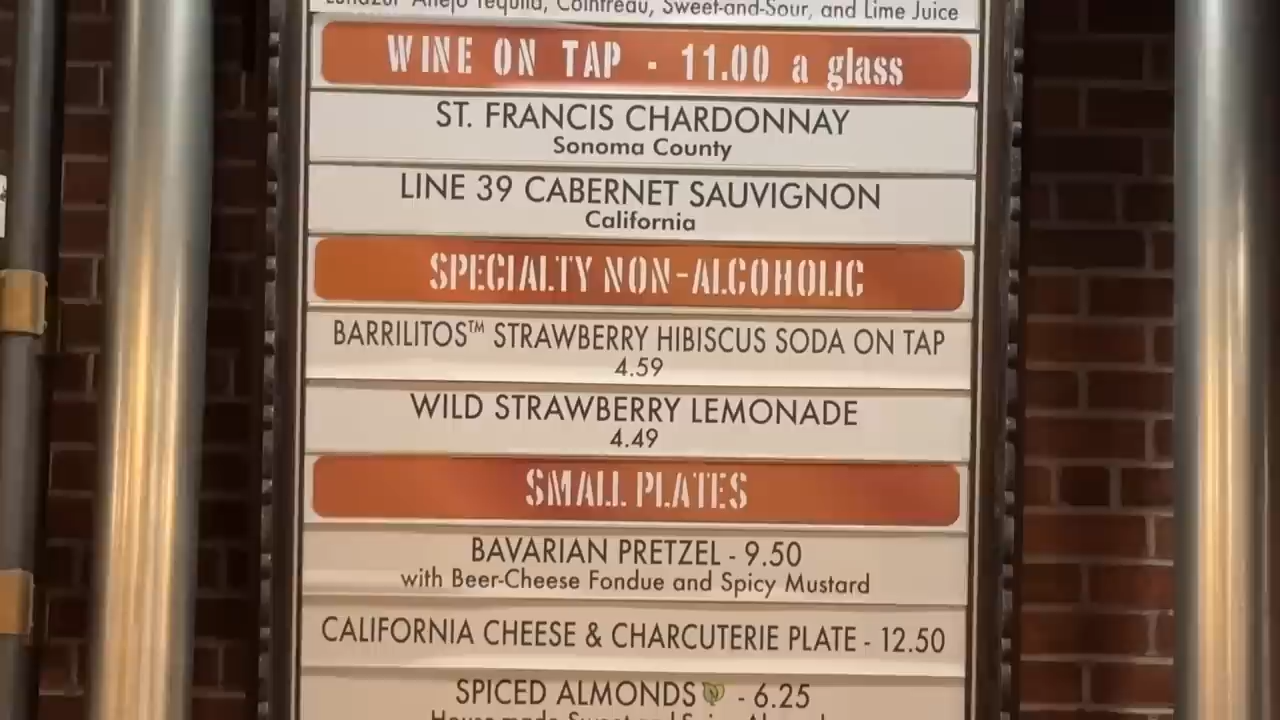 Añejo Tequila, Cointreau, Sweet-and-Sour, and Lime Juice
WINE ON TAP - 11.00 a glass
ST. FRANCIS CHARDONNAY
Sonoma County
LINE 39 CABERNET SAUVIGNON
California
SPECIALTY NON-ALCOHOLIC
BARRILITOS™ STRAWBERRY HIBISCUS SODA ON TAP
4.59
WILD STRAWBERRY LEMONADE
4.49
SMALL PLATES
BAVARIAN PRETZEL - 9.50
with Beer-Cheese Fondue and Spicy Mustard
CALIFORNIA CHEESE & CHARCUTERIE PLATE - 12.50
SPICED ALMONDS - 6.25